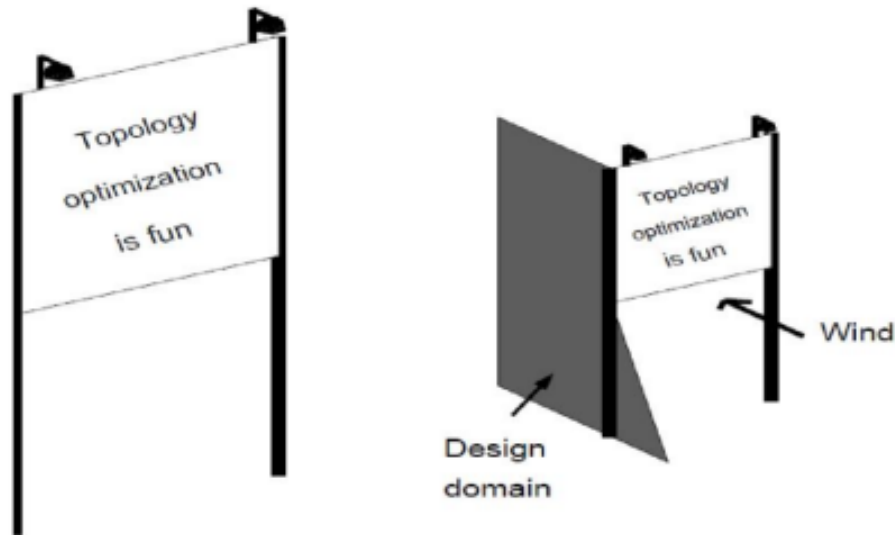 Topology
optimization
is fun
Topology
optimization
is fun
Wind
Design
domain